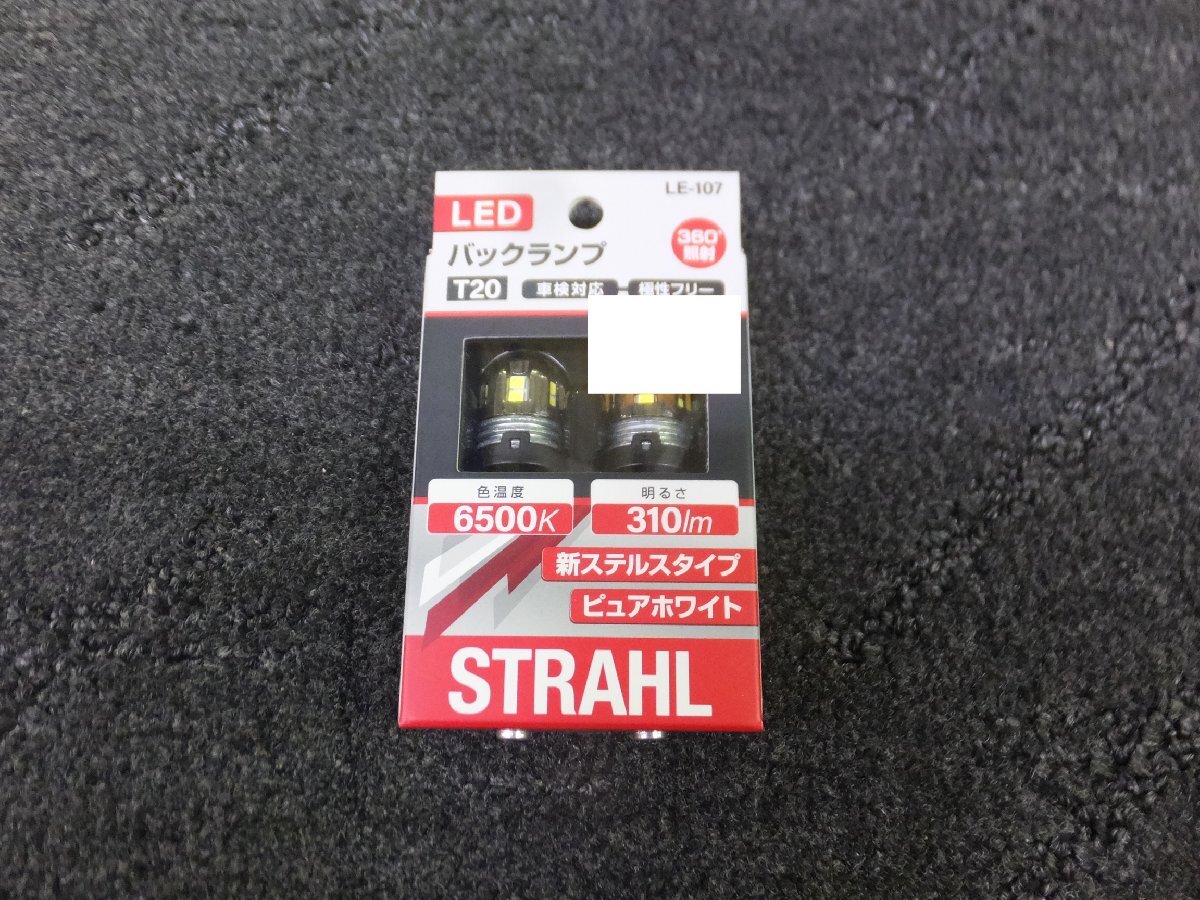 LE-107
LED
バックランプ
360°
照射
T20 車検対応 極性フリー
色温度
6500K
明るさ
310lm
新ステルスタイプ
ピュアホワイト
STRAHL